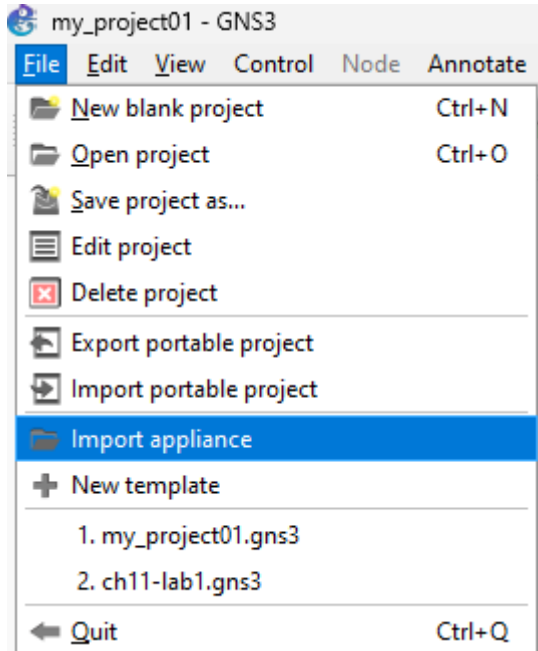 my_project01 - GNS3
File Edit View Control Node Annotate
New blank project Ctrl+N
Open project Ctrl+O
Save project as...
Edit project
Delete project
Export portable project
Import portable project
Import appliance
New template
1. my_project01.gns3
2. ch11-lab1.gns3
Quit Ctrl+Q